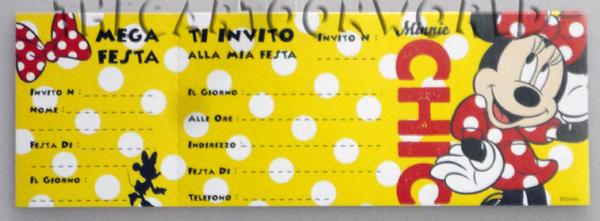 THECARTOONWORLD
MEGA
FESTA
INVITO N :
NOME :
FESTA DI :
IL GIORNO :
TI INVITO
ALLA MIA FESTA
INVITO N :
IL GIORNO :
ALLE ORE :
INDIREZZO :
FESTA DI :
TELEFONO :
Minnie
CHIC
©DISNEY